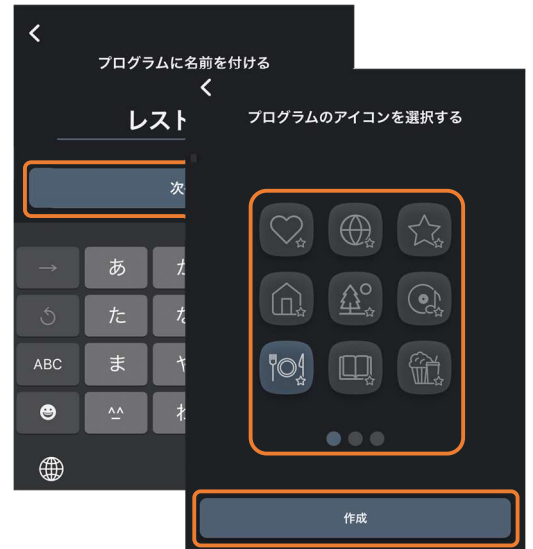 プログラムに名前を付ける
レスト
次
あ
た
な
ABC
ま
^^
プログラムのアイコンを選択する
作成